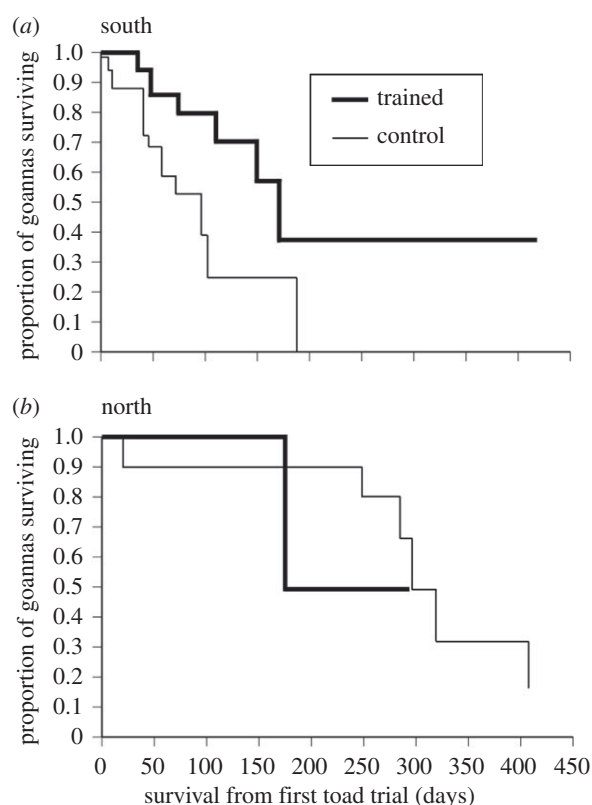 (a) south
proportion of goannas surviving
1.0
0.9
0.8
0.7
0.6
0.5
0.4
0.3
0.2
0.1
0
trained
control
(b) north
proportion of goannas surviving
1.0
0.9
0.8
0.7
0.6
0.5
0.4
0.3
0.2
0.1
0
0 50 100 150 200 250 300 350 400 450
survival from first toad trial (days)